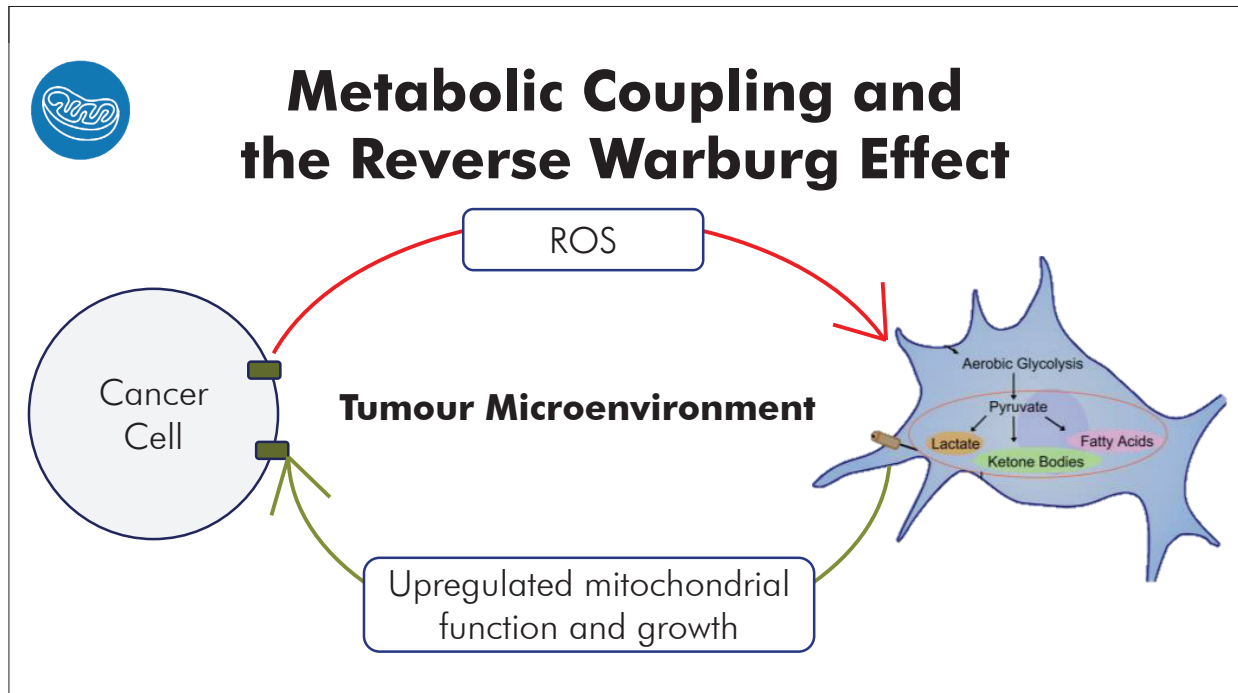 Metabolic Coupling and
the Reverse Warburg Effect
ROS
Cancer
Cell
Tumour Microenvironment
Aerobic Glycolysis
Pyruvate
Lactate
Fatty Acids
Ketone Bodies
Upregulated mitochondrial
function and growth